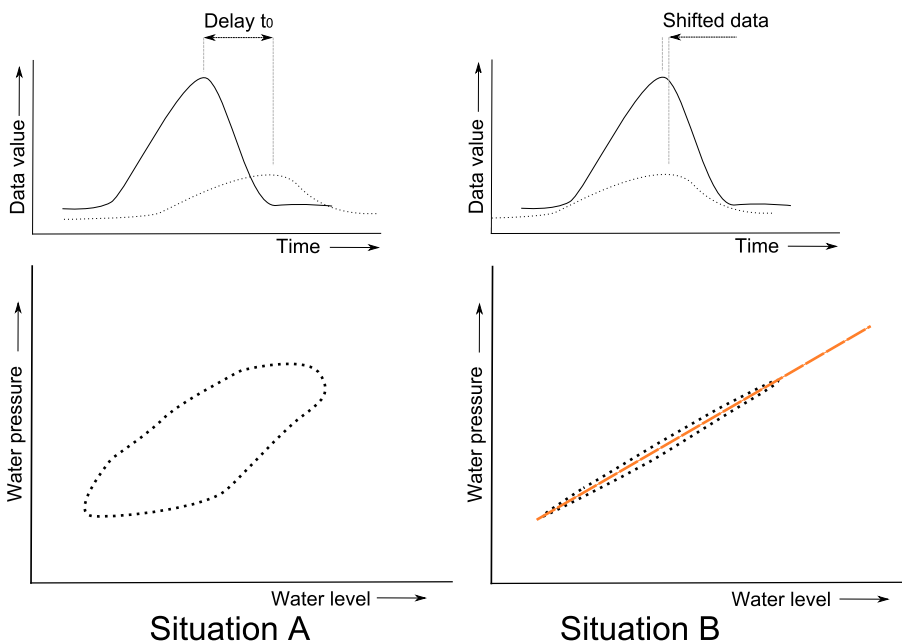 Delay t₀
Data value
Time
Shifted data
Data value
Time
Water pressure
Water level
Situation A
Water pressure
Water level
Situation B